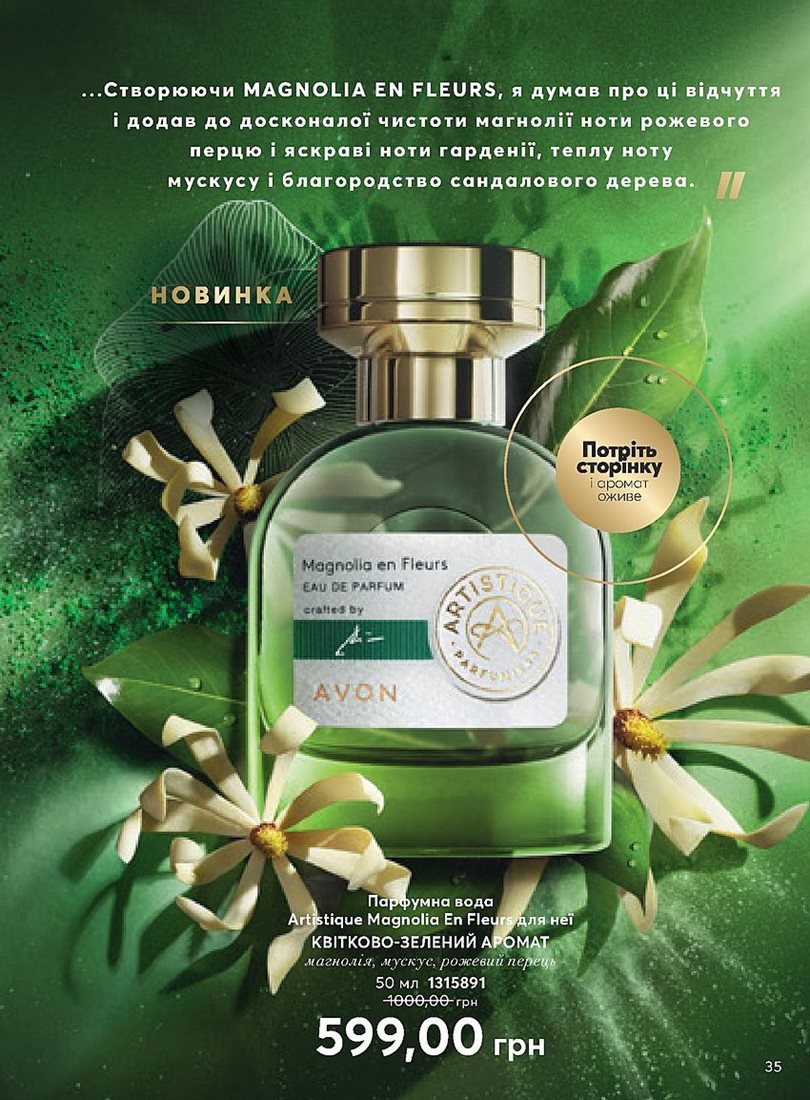 ...Створюючи MAGNOLIA EN FLEURS, я думав про ці відчуття
і додав до досконалої чистоти магнолії ноти рожевого
перцю і яскраві ноти гарденії, теплу ноту
мускусу і благородство сандалового дерева. "
НОВИНКА
Потріть
сторінку
і аромат
оживе
Magnolia en Fleurs
EAU DE PARFUM
crafted by
AVON
ARTISTIQUE
PARFUMIERS
Парфумна вода
Artistique Magnolia En Fleurs для неї
КВІТКОВО-ЗЕЛЕНИЙ АРОМАТ
магнолія, мускус, рожевий перець
50 мл 1315891
1000,00 грн
599,00 грн
35